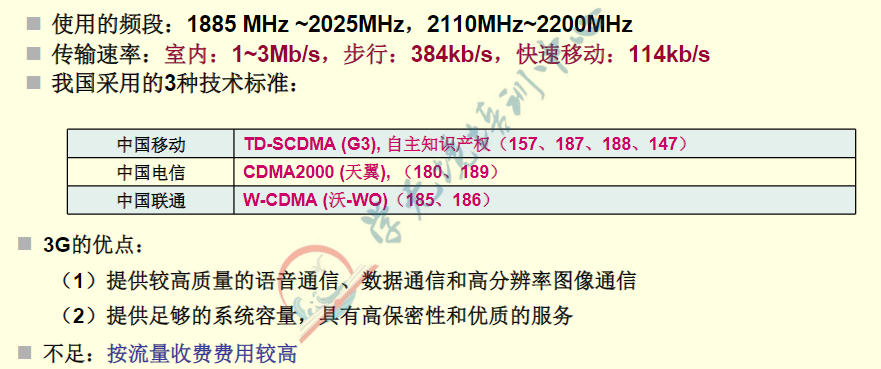 使用的频段：1885 MHz ~2025MHz，2110MHz~2200MHz
传输速率：室内：1~3Mb/s，步行：384kb/s，快速移动：114kb/s
我国采用的3种技术标准：
中国移动 TD-SCDMA (G3), 自主知识产权（157、187、188、147）
中国电信 CDMA2000 (天翼), （180、189）
中国联通 W-CDMA (沃-WO)（185、186）
3G的优点：
（1）提供较高质量的语音通信、数据通信和高分辨率图像通信
（2）提供足够的系统容量，具有高保密性和优质的服务
不足：按流量收费费用较高